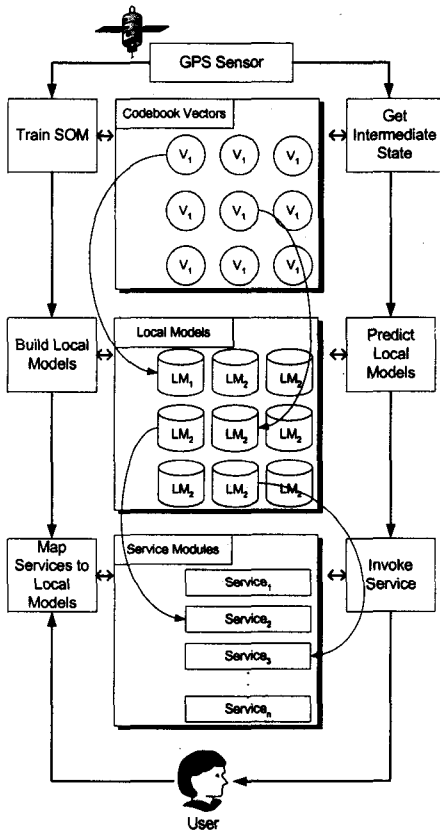 GPS Sensor
Train SOM
Codebook Vectors
Get
Intermediate
State
V1 V1 V1
V1 V1 V1
V1 V1 V1
Build Local
Models
Local Models
Predict
Local
Models
LM1 LM2 LM2
LM2 LM2 LM2
LM2 LM2 LM2
Map
Services to
Local
Models
Service Modules
Invoke
Service
Service1
Service2
Service3
Servicen
User